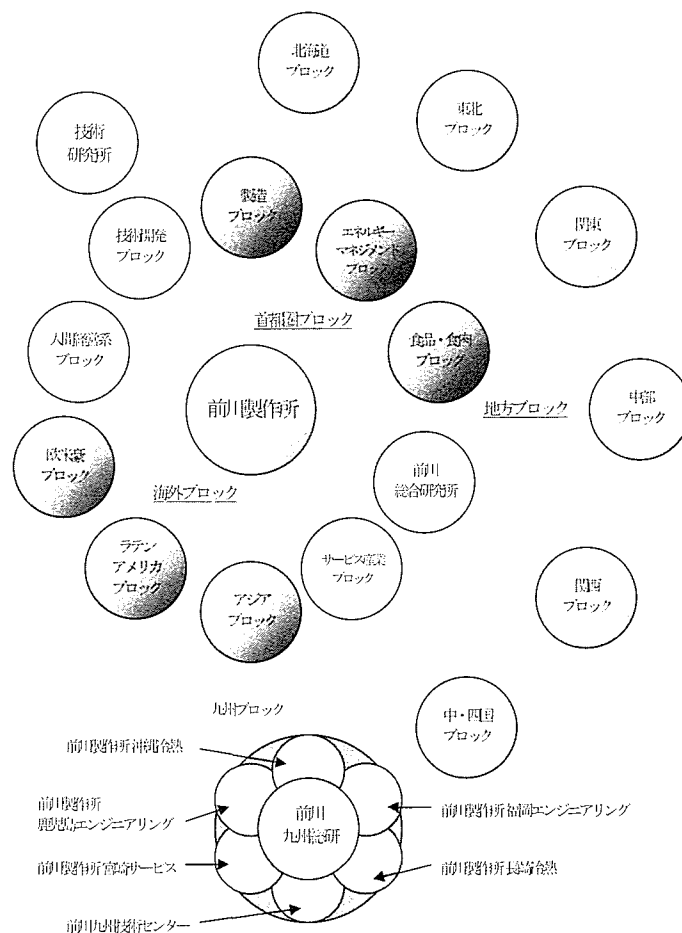 北海道
ブロック
東北
ブロック
技術
研究所
製造
ブロック
エネルギー
マネジメント
ブロック
関東
ブロック
技術開発
ブロック
首都圏ブロック
人間経営系
ブロック
食品・食肉
ブロック
前川製作所
地方ブロック
中部
ブロック
欧米豪
ブロック
海外ブロック
前川
総合研究所
ラテン
アメリカ
ブロック
アジア
ブロック
サービス産業
ブロック
関西
ブロック
九州ブロック
中・四国
ブロック
前川製作所沖縄冷熱
前川製作所
鹿児島エンジニアリング
前川
九州総研
前川製作所福岡エンジニアリング
前川製作所宮崎サービス
前川製作所長崎冷熱
前川九州技術センター